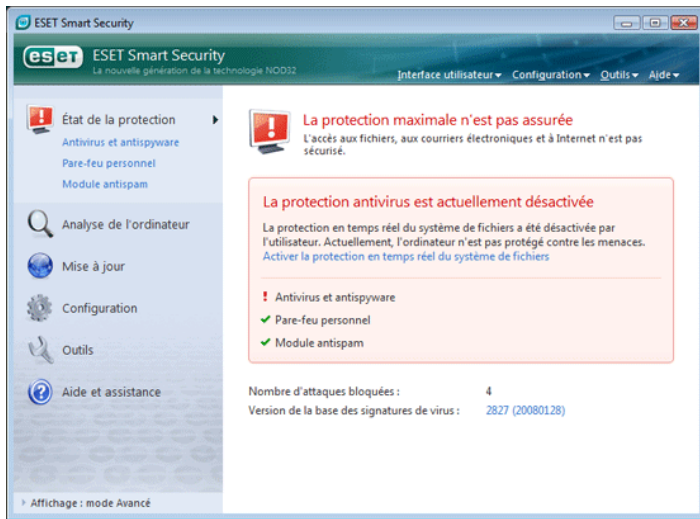 ESET Smart Security
eseT ESET Smart Security
La nouvelle génération de la technologie NOD32
Interface utilisateur Configuration Outils Aide
État de la protection
Antivirus et antispyware
Pare-feu personnel
Module antispam
Analyse de l'ordinateur
Mise à jour
Configuration
Outils
Aide et assistance
Affichage : mode Avancé
La protection maximale n'est pas assurée
L'accès aux fichiers, aux courriers électroniques et à Internet n'est pas
sécurisé.
La protection antivirus est actuellement désactivée
La protection en temps réel du système de fichiers a été désactivée par
l'utilisateur. Actuellement, l'ordinateur n'est pas protégé contre les menaces.
Activer la protection en temps réel du système de fichiers
Antivirus et antispyware
Pare-feu personnel
Module antispam
Nombre d'attaques bloquées : 4
Version de la base des signatures de virus : 2827 (20080128)